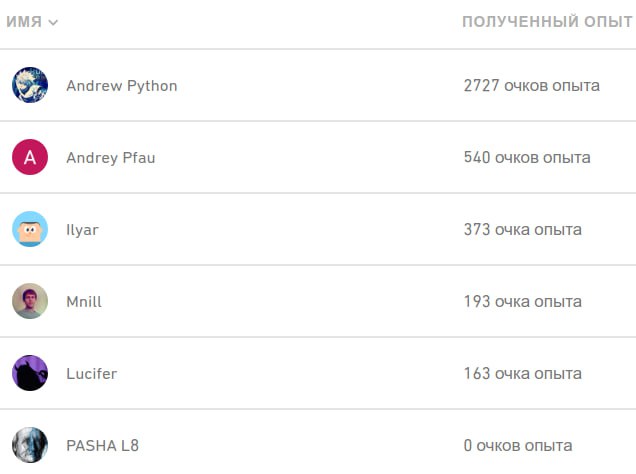 ИМЯ ПОЛУЧЕННЫЙ ОПЫТ
Andrew Python 2727 очков опыта
A Andrey Pfau 540 очков опыта
Ilyar 373 очка опыта
Mnill 193 очка опыта
Lucifer 163 очка опыта
PASHA L8 0 очков опыта